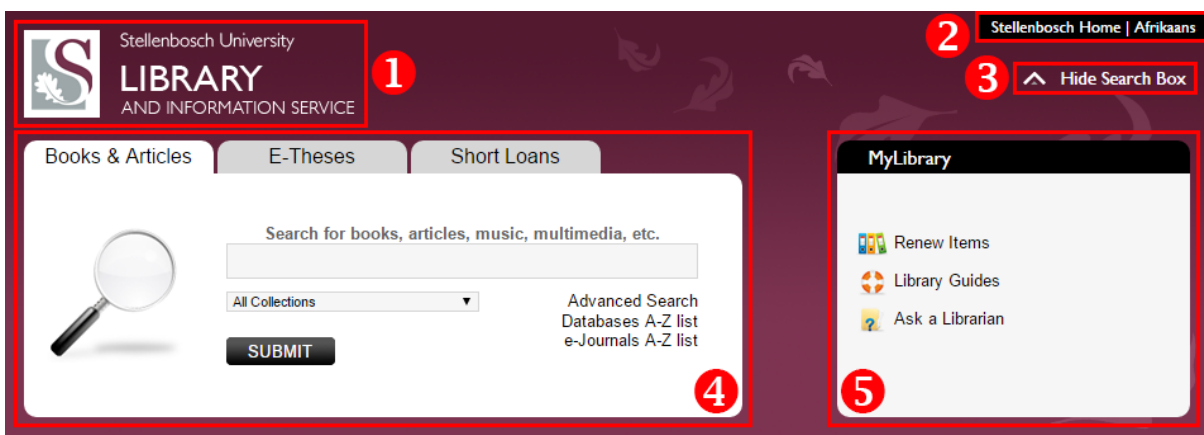 Stellenbosch University
LIBRARY
AND INFORMATION SERVICE
1
2
Stellenbosch Home | Afrikaans
3
Hide Search Box
Books & Articles
E-Theses
Short Loans
Search for books, articles, music, multimedia, etc.
All Collections
Advanced Search
Databases A-Z list
e-Journals A-Z list
SUBMIT
4
MyLibrary
Renew Items
Library Guides
? Ask a Librarian
5